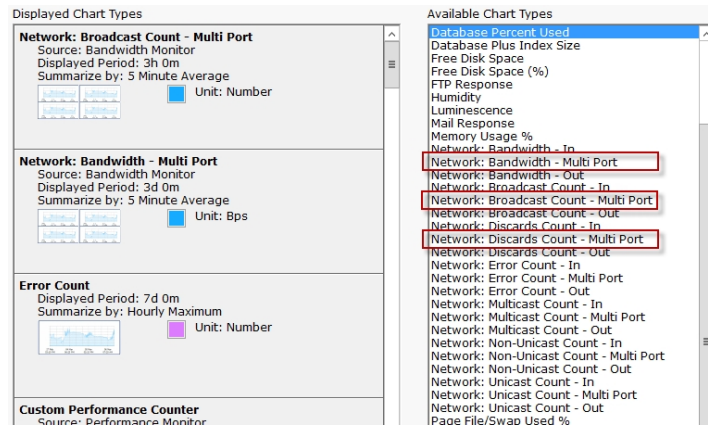 Displayed Chart Types
Network: Broadcast Count - Multi Port
Source: Bandwidth Monitor
Displayed Period: 3h 0m
Summarize by: 5 Minute Average
Unit: Number
Network: Bandwidth - Multi Port
Source: Bandwidth Monitor
Displayed Period: 3d 0m
Summarize by: 5 Minute Average
Unit: Bps
Error Count
Displayed Period: 7d 0m
Summarize by: Hourly Maximum
Unit: Number
Custom Performance Counter
Source: Performance Monitor
Available Chart Types
Database Percent Used
Database Plus Index Size
Free Disk Space
Free Disk Space (%)
FTP Response
Humidity
Luminescence
Mail Response
Memory Usage %
Network: Bandwidth - In
Network: Bandwidth - Multi Port
Network: Bandwidth - Out
Network: Broadcast Count - In
Network: Broadcast Count - Multi Port
Network: Broadcast Count - Out
Network: Discards Count - In
Network: Discards Count - Multi Port
Network: Discards Count - Out
Network: Error Count - In
Network: Error Count - Multi Port
Network: Error Count - Out
Network: Multicast Count - In
Network: Multicast Count - Multi Port
Network: Multicast Count - Out
Network: Non-Unicast Count - In
Network: Non-Unicast Count - Multi Port
Network: Non-Unicast Count - Out
Network: Unicast Count - In
Network: Unicast Count - Multi Port
Network: Unicast Count - Out
Page File/Swap Used %